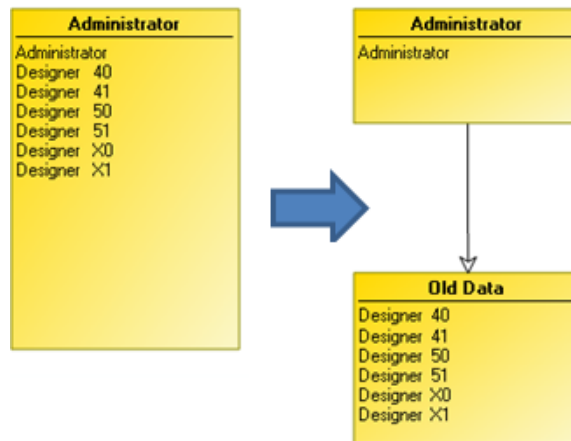 Administrator
Administrator
Designer 40
Designer 41
Designer 50
Designer 51
Designer X0
Designer X1
Administrator
Administrator
Old Data
Designer 40
Designer 41
Designer 50
Designer 51
Designer X0
Designer X1